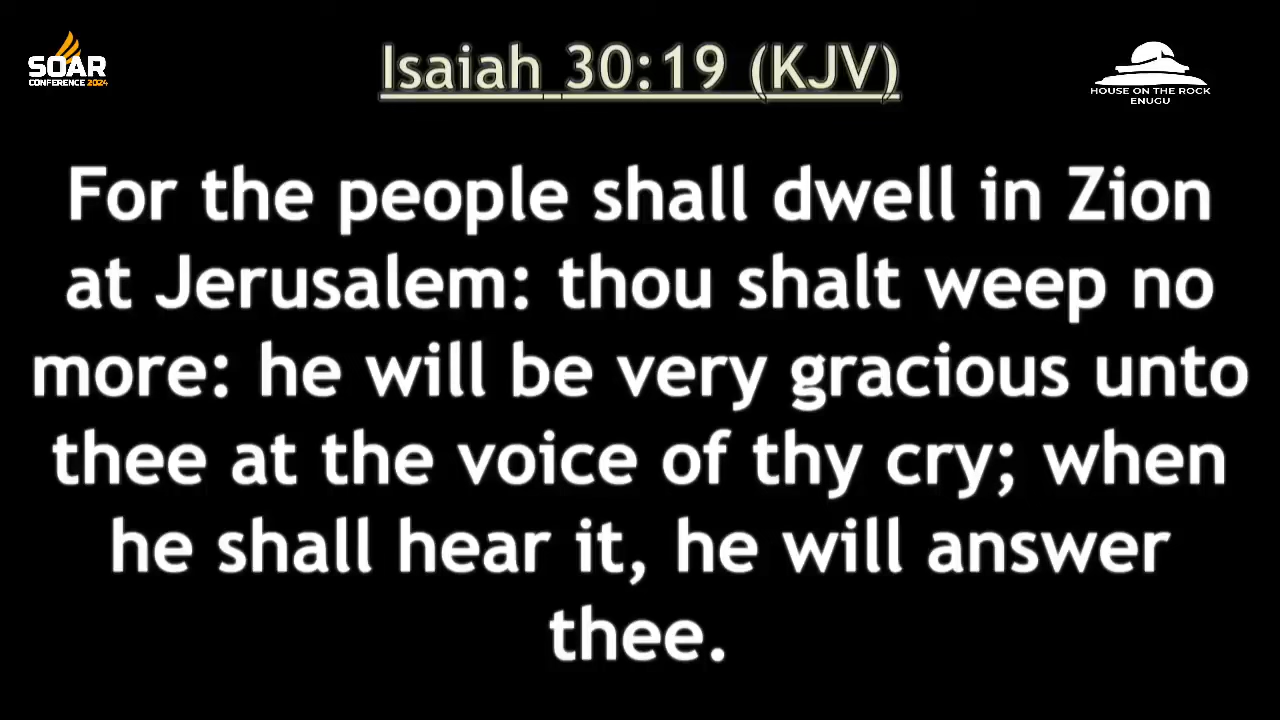 SOAR
CONFERENCE 2024
Isaiah 30:19 (KJV)
HOUSE ON THE ROCK
ENUGU
For the people shall dwell in Zion
at Jerusalem: thou shalt weep no
more: he will be very gracious unto
thee at the voice of thy cry; when
he shall hear it, he will answer
thee.